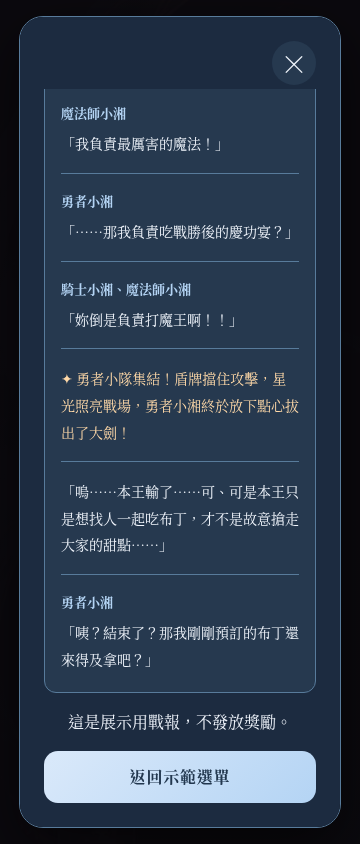 魔法師小湘
「我負責最厲害的魔法！」
勇者小湘
「……那我負責吃戰勝後的慶功宴？」
騎士小湘、魔法師小湘
「妳倒是負責打魔王啊！！」
✦ 勇者小隊集結！盾牌擋住攻擊，星
光照亮戰場，勇者小湘終於放下點心拔
出了大劍！
「嗚……本王輸了……可、可是本王只
是想找人一起吃布丁，才不是故意搶走
大家的甜點……」
勇者小湘
「咦？結束了？那我剛剛預訂的布丁還
來得及拿吧？」
這是展示用戰報，不發放獎勵。
返回示範選單